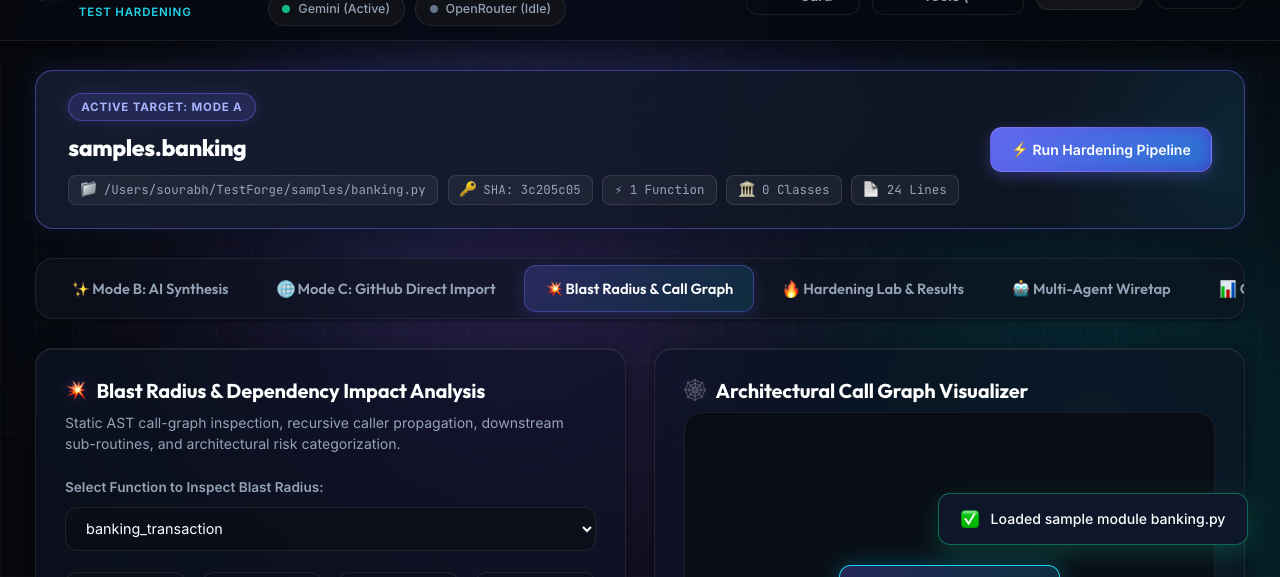 TEST HARDENING
Gemini (Active)
OpenRouter (Idle)
ACTIVE TARGET: MODE A
samples.banking
/Users/sourabh/TestForge/samples/banking.py
SHA: 3c205c05
1 Function
0 Classes
24 Lines
Run Hardening Pipeline
Mode B: AI Synthesis
Mode C: GitHub Direct Import
Blast Radius & Call Graph
Hardening Lab & Results
Multi-Agent Wiretap
Blast Radius & Dependency Impact Analysis
Static AST call-graph inspection, recursive caller propagation, downstream
sub-routines, and architectural risk categorization.
Select Function to Inspect Blast Radius:
banking_transaction
Architectural Call Graph Visualizer
Loaded sample module banking.py